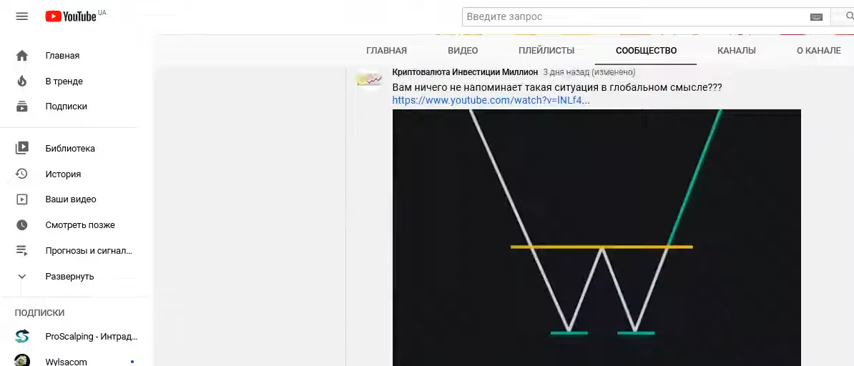 YouTube UA
Введите запрос
Главная
В тренде
Подписки
Библиотека
История
Ваши видео
Смотреть позже
Прогнозы и сигнал...
Развернуть
ПОДПИСКИ
ProScalping - Интрад...
Wylsacom
ГЛАВНАЯ ВИДЕО ПЛЕЙЛИСТЫ СООБЩЕСТВО КАНАЛЫ О КАНАЛЕ
Криптовалюта Инвестиции Миллион 3 дня назад (изменено)
Вам ничего не напоминает такая ситуация в глобальном смысле???
https://www.youtube.com/watch?v=lNLf4...